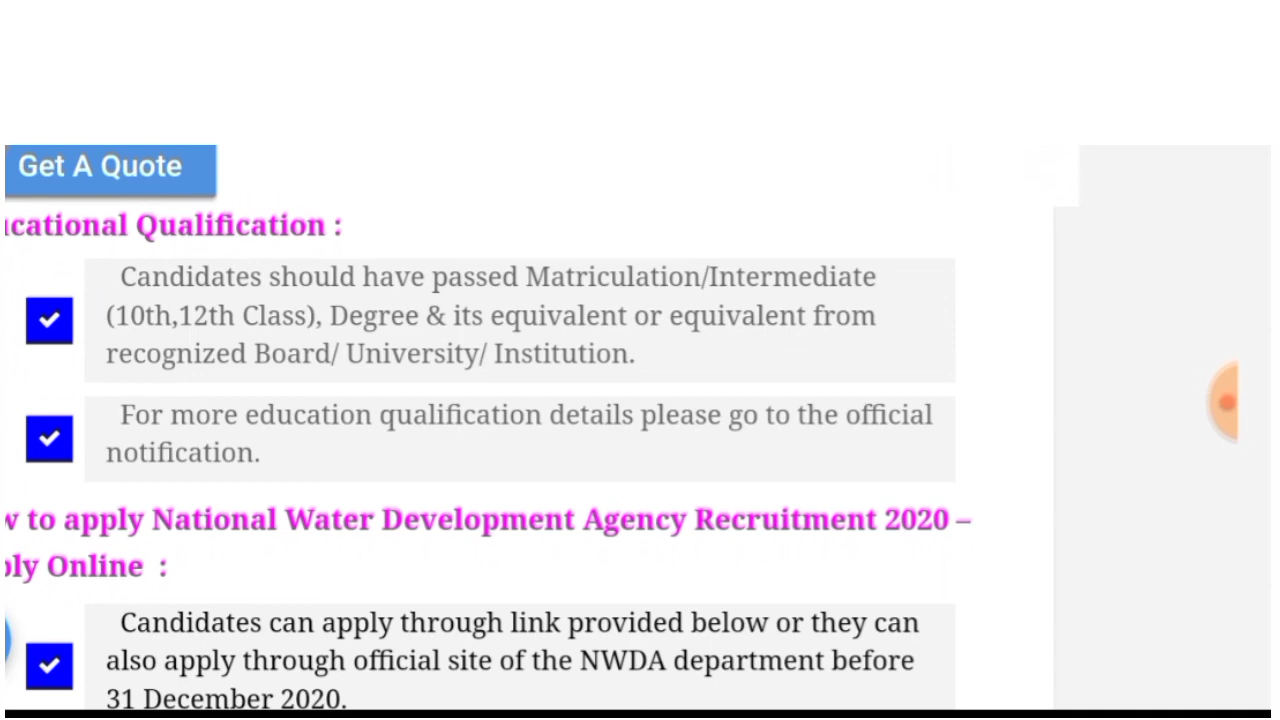 Get A Quote
cational Qualification :
Candidates should have passed Matriculation/Intermediate
(10th,12th Class), Degree & its equivalent or equivalent from
recognized Board/ University/ Institution.
For more education qualification details please go to the official
notification.
w to apply National Water Development Agency Recruitment 2020 –
ply Online :
Candidates can apply through link provided below or they can
also apply through official site of the NWDA department before
31 December 2020.